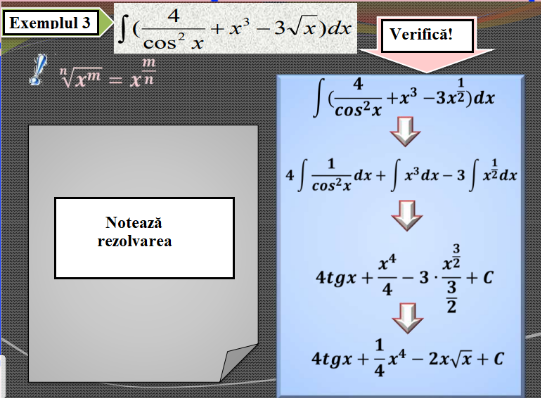 Exemplul 3
∫(4/cos² x + x³ − 3√x)dx
Verifică!
ⁿ√xᵐ = x^(m/n)
∫(4/cos²x +x³ −3x^(1/2))dx
4∫ 1/cos²x dx + ∫ x³dx − 3 ∫ x^(1/2)dx
Notează
rezolvarea
4tgx + x⁴/4 − 3 · x^(3/2)/(3/2) + C
4tgx + 1/4 x⁴ − 2x√x + C